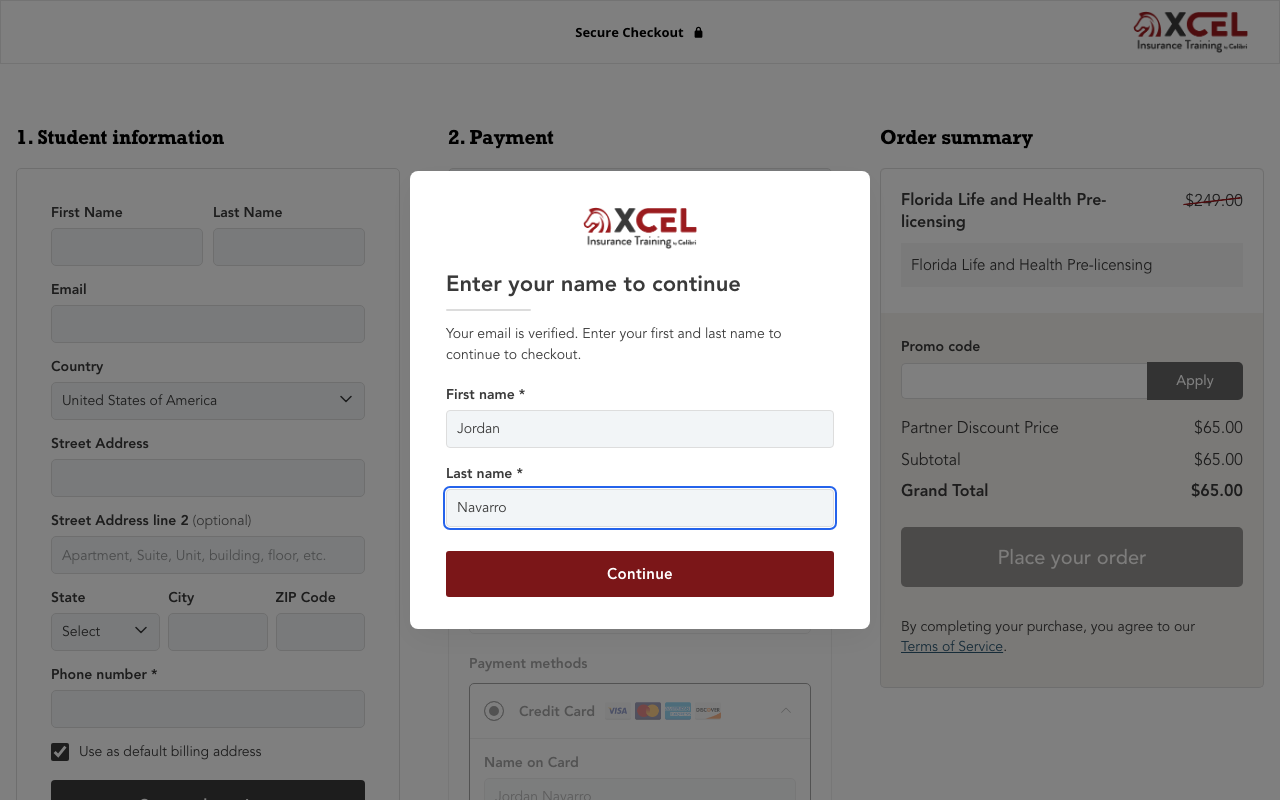 Secure Checkout
XCEL
Insurance Training by Colibri
1. Student information
First Name
Last Name
Email
Country
United States of America
Street Address
Street Address line 2 (optional)
Apartment, Suite, Unit, building, floor, etc.
State
City
ZIP Code
Select
Phone number *
Use as default billing address
2. Payment
XCEL
Insurance Training by Colibri
Enter your name to continue
Your email is verified. Enter your first and last name to
continue to checkout.
First name *
Jordan
Last name *
Navarro
Continue
Payment methods
Credit Card
VISA
DISCOVER
Name on Card
Jordan Navarro
Order summary
Florida Life and Health Pre-
licensing
$249.00
Florida Life and Health Pre-licensing
Promo code
Apply
Partner Discount Price
$65.00
Subtotal
$65.00
Grand Total
$65.00
Place your order
By completing your purchase, you agree to our
Terms of Service.